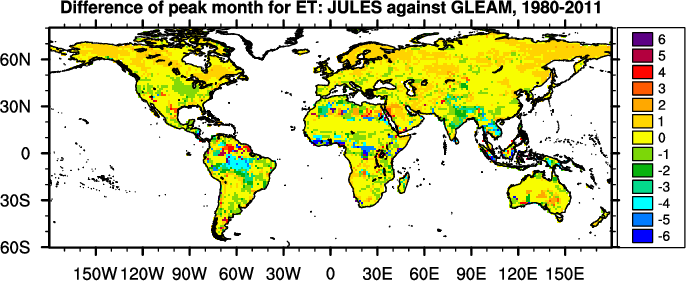 Difference of peak month for ET: JULES against GLEAM, 1980-2011
60N
30N
0
30S
60S
150W 120W 90W 60W 30W 0 30E 60E 90E 120E 150E
6
5
4
3
2
1
0
-1
-2
-3
-4
-5
-6